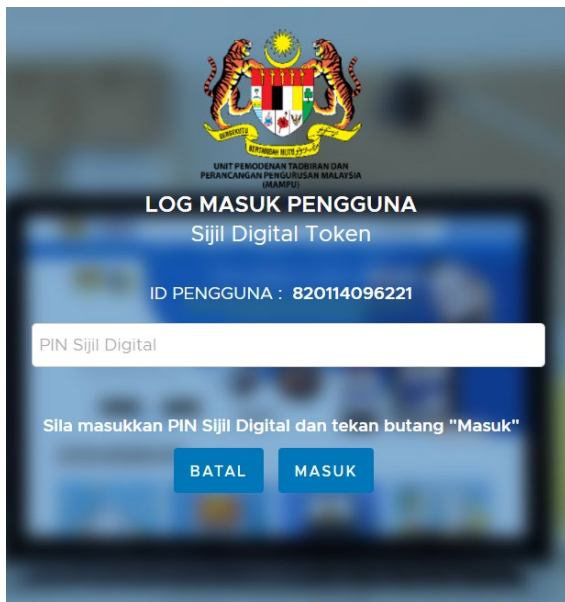 BERSEKUTU BERTAMBAH MUTU
UNIT PEMODENAN TADBIRAN DAN
PERANCANGAN PENGURUSAN MALAYSIA
(MAMPU)
LOG MASUK PENGGUNA
Sijil Digital Token
ID PENGGUNA : 820114096221
PIN Sijil Digital
Sila masukkan PIN Sijil Digital dan tekan butang "Masuk"
BATAL MASUK